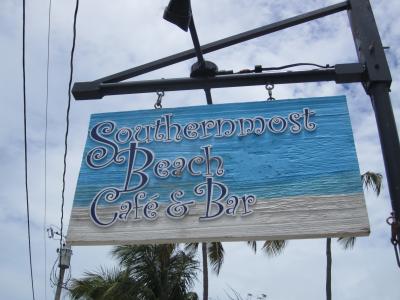 Southernmost
Beach
Café & Bar